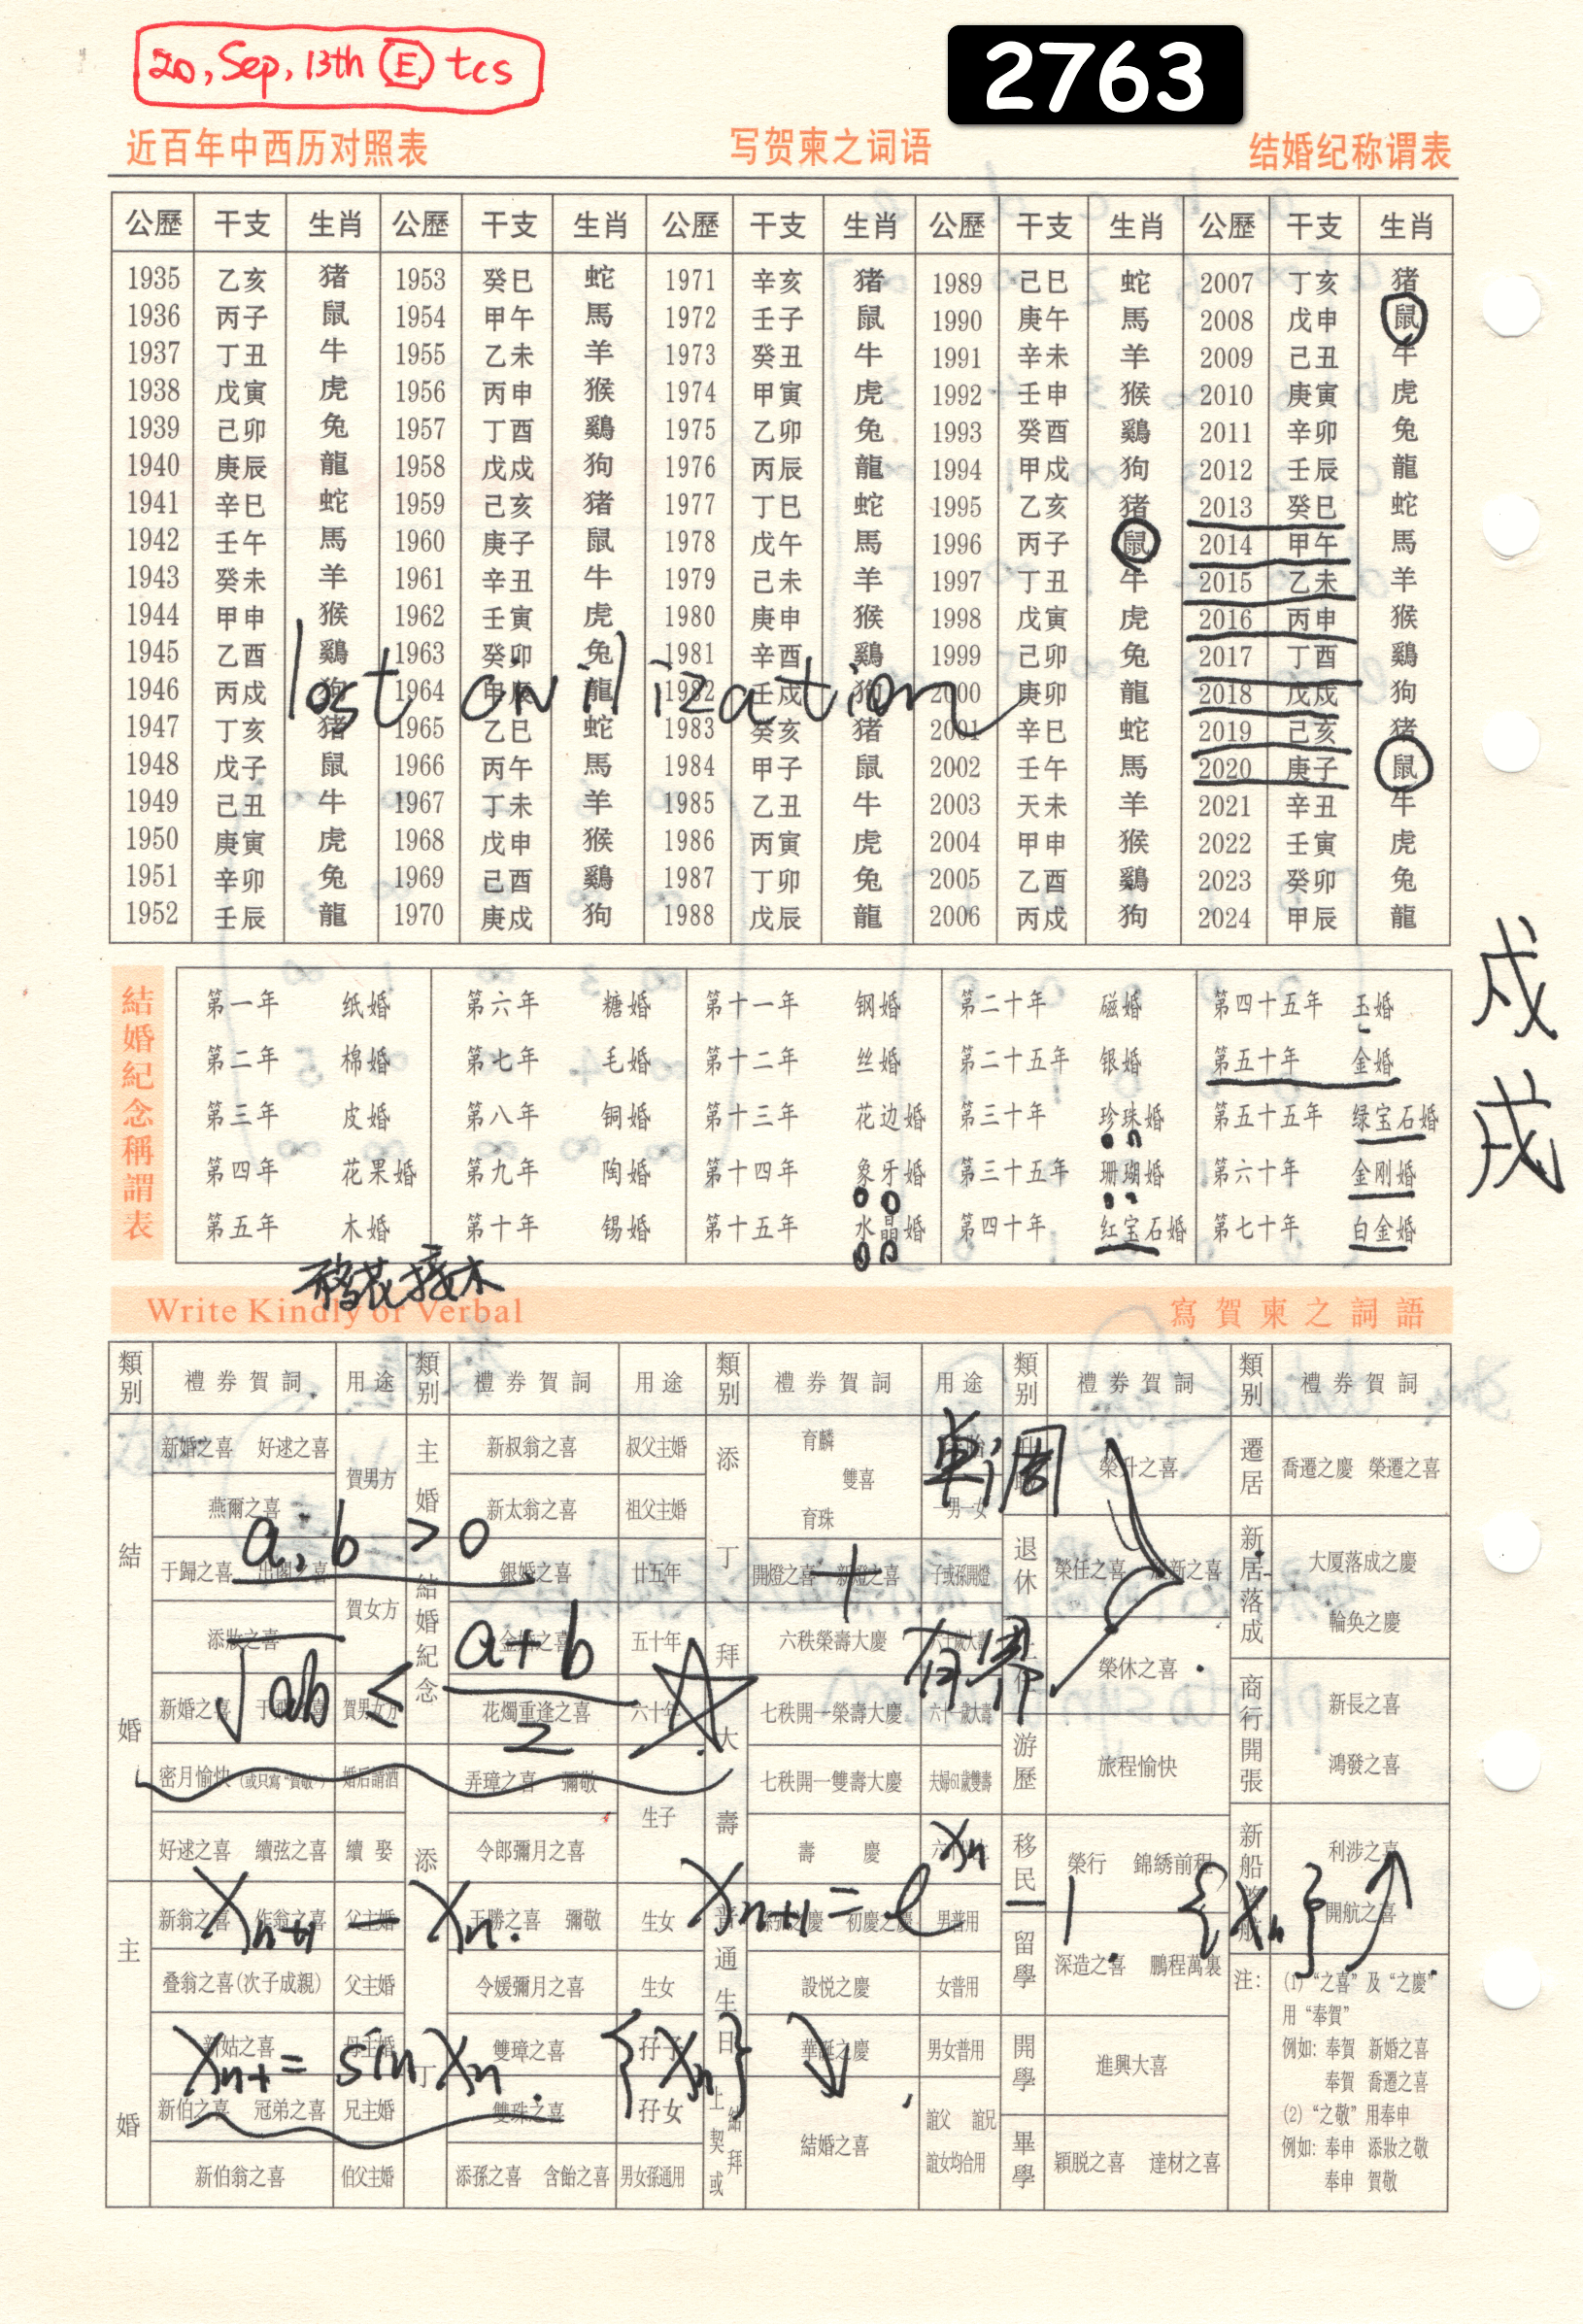 20, Sep, 13th (E) tcs
2763
近百年中西历对照表 写贺柬之词语 结婚纪称谓表
公歷 干支 生肖 公歷 干支 生肖 公歷 干支 生肖 公歷 干支 生肖 公歷 干支 生肖
1935 乙亥 猪 1953 癸巳 蛇 1971 辛亥 猪 1989 己巳 蛇 2007 丁亥 猪
1936 丙子 鼠 1954 甲午 馬 1972 壬子 鼠 1990 庚午 馬 2008 戊申 鼠
1937 丁丑 牛 1955 乙未 羊 1973 癸丑 牛 1991 辛未 羊 2009 己丑 牛
1938 戊寅 虎 1956 丙申 猴 1974 甲寅 虎 1992 壬申 猴 2010 庚寅 虎
1939 己卯 兔 1957 丁酉 鷄 1975 乙卯 兔 1993 癸酉 鷄 2011 辛卯 兔
1940 庚辰 龍 1958 戊戍 狗 1976 丙辰 龍 1994 甲戍 狗 2012 壬辰 龍
1941 辛巳 蛇 1959 己亥 猪 1977 丁巳 蛇 1995 乙亥 猪 2013 癸巳 蛇
1942 壬午 馬 1960 庚子 鼠 1978 戊午 馬 1996 丙子 鼠 2014 甲午 馬
1943 癸未 羊 1961 辛丑 牛 1979 己未 羊 1997 丁丑 牛 2015 乙未 羊
1944 甲申 猴 1962 壬寅 虎 1980 庚申 猴 1998 戊寅 虎 2016 丙申 猴
1945 乙酉 鷄 1963 癸卯 兔 1981 辛酉 鷄 1999 己卯 兔 2017 丁酉 鷄
1946 丙戍 狗 1964 甲辰 龍 1982 壬戍 狗 2000 庚卯 龍 2018 戊戍 狗
lost civilization
1947 丁亥 猪 1965 乙巳 蛇 1983 癸亥 猪 2001 辛巳 蛇 2019 己亥 猪
1948 戊子 鼠 1966 丙午 馬 1984 甲子 鼠 2002 壬午 馬 2020 庚子 鼠
1949 己丑 牛 1967 丁未 羊 1985 乙丑 牛 2003 天未 羊 2021 辛丑 牛
1950 庚寅 虎 1968 戊申 猴 1986 丙寅 虎 2004 甲申 猴 2022 壬寅 虎
1951 辛卯 兔 1969 己酉 鷄 1987 丁卯 兔 2005 乙酉 鷄 2023 癸卯 兔
1952 壬辰 龍 1970 庚戍 狗 1988 戊辰 龍 2006 丙戍 狗 2024 甲辰 龍
戍
戎
結婚紀念稱謂表
第一年 纸婚 第六年 糖婚 第十一年 钢婚 第二十年 磁婚 第四十五年 玉婚
第二年 棉婚 第七年 毛婚 第十二年 丝婚 第二十五年 银婚 第五十年 金婚
第三年 皮婚 第八年 铜婚 第十三年 花边婚 第三十年 珍珠婚 第五十五年 绿宝石婚
第四年 花果婚 第九年 陶婚 第十四年 象牙婚 第三十五年 珊瑚婚 第六十年 金刚婚
第五年 木婚 第十年 锡婚 第十五年 水晶婚 第四十年 红宝石婚 第七十年 白金婚
移花接木
Write Kindly or Verbal 寫賀柬之詞語
類别 禮券賀詞 用途 類别 禮券賀詞 用途 類别 禮券賀詞 用途 類别 禮券賀詞 類别 禮券賀詞
結婚
新婚之喜 好逑之喜 賀男方
燕爾之喜
于歸之喜 出閣之喜 賀女方
添妝之喜
新婚之喜 于飛之喜 賀男女方
密月愉快 (或只寫“賀敬”) 婚后請酒
好逑之喜 續弦之喜 續娶
主婚
新翁之喜 作翁之喜 父主婚
叠翁之喜(次子成親) 父主婚
新姑之喜 母主婚
新伯之喜 冠弟之喜 兄主婚
新伯翁之喜 伯父主婚
主婚
新叔翁之喜 叔父主婚
新太翁之喜 祖父主婚
結婚紀念
銀婚之喜 廿五年
金婚之喜 五十年
花燭重逢之喜 六十年
添丁
弄璋之喜 彌敬 生子
令郎彌月之喜
玉勝之喜 彌敬 生女
令媛彌月之喜 生女
雙璋之喜 孖子
雙珠之喜 孖女
添孫之喜 含飴之喜 男女孫通用
添丁
育麟
雙喜
育珠 一男一女
開燈之喜 新燈之喜 子或孫開燈
拜大壽
六秩榮壽大慶 六十歲大壽
七秩開一榮壽大慶 六十一歲大壽
七秩開一雙壽大慶 夫婦61歲雙壽
壽慶
普通生日
初慶之慶 男普用
設悦之慶 女普用
華誕之慶 男女普用
上契或結拜
結婚之喜 誼父 誼兄
誼女均合用
榮升之喜
退休
榮任之喜 履新之喜
榮休之喜
游歷 旅程愉快
移民 榮行 錦綉前程
留學 深造之喜 鵬程萬裏
開學 進興大喜
畢學 穎脱之喜 達材之喜
遷居 喬遷之慶 榮遷之喜
新居落成 大厦落成之慶
輪奂之慶
商行開張 新長之喜
鴻發之喜
新船 利涉之喜
開航之喜
注: (1)“之喜”及“之慶”
用“奉賀”
例如: 奉賀 新婚之喜
奉賀 喬遷之喜
(2)“之敬”用奉申
例如: 奉申 添妝之敬
奉申 賀敬
a, b > 0
√ab < (a+b)/2 ☆
单调
+
有界
Xn+1 - Xn. Xn+1 = e^Xn - 1. {Xn} ↗
Xn+1 = sin Xn. {Xn} ↘